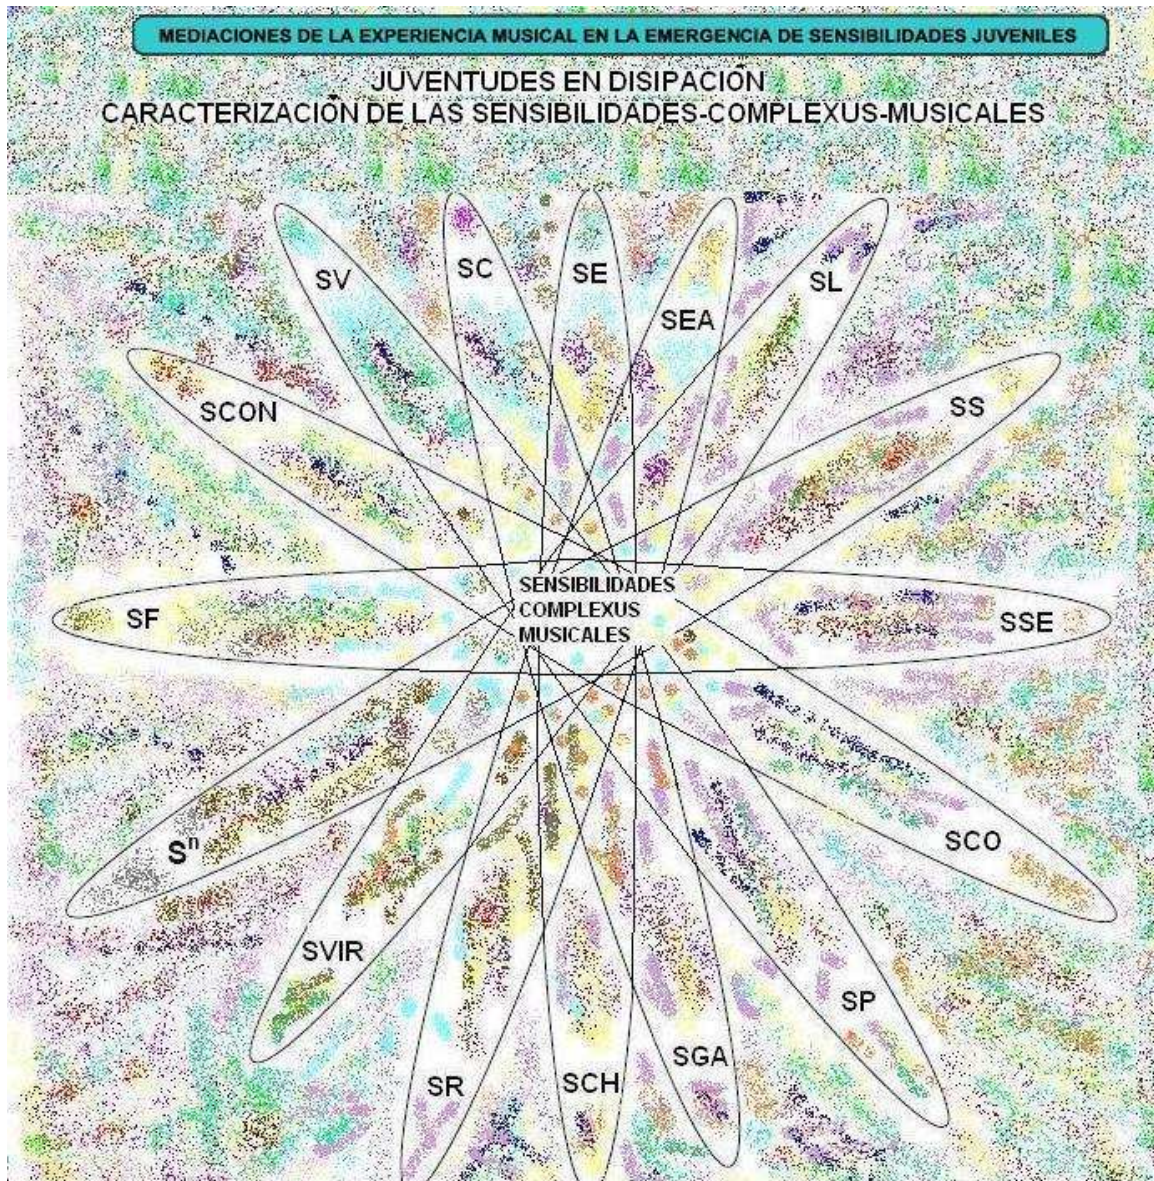 MEDIACIONES DE LA EXPERIENCIA MUSICAL EN LA EMERGENCIA DE SENSIBILIDADES JUVENILES
JUVENTUDES EN DISIPACIÓN
CARACTERIZACIÓN DE LAS SENSIBILIDADES-COMPLEXUS-MUSICALES
SV
SC
SE
SEA
SL
SCON
SS
SF
SENSIBILIDADES
COMPLEXUS
MUSICALES
SSE
Sⁿ
SCO
SVIR
SP
SR
SCH
SGA